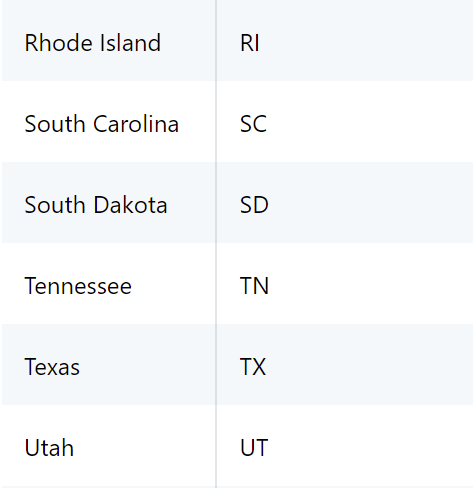 Rhode Island RI
South Carolina SC
South Dakota SD
Tennessee TN
Texas TX
Utah UT